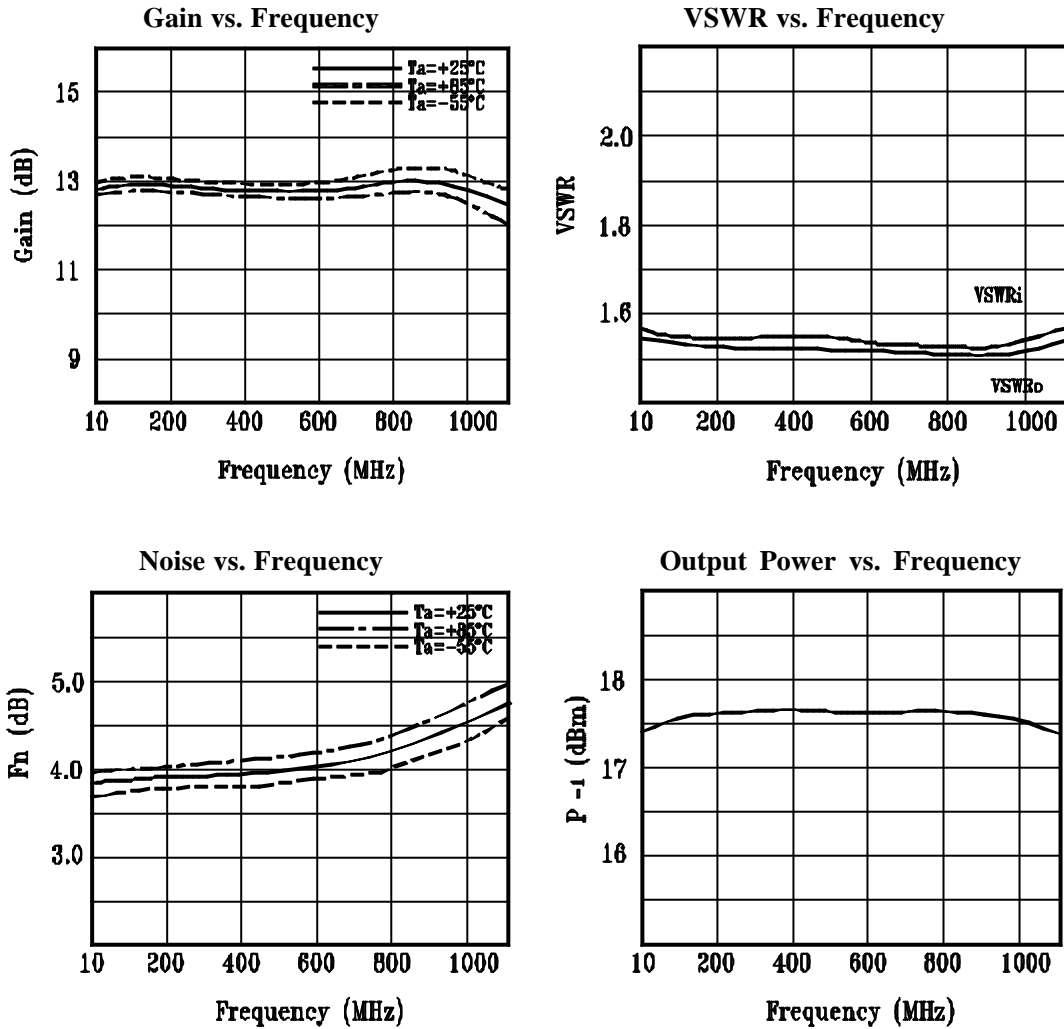 Gain vs. Frequency
Ta=+25°C
Ta=+85°C
Ta=-55°C
15
13
11
9
Gain (dB)
10 200 400 600 800 1000
Frequency (MHz)
VSWR vs. Frequency
2.0
1.8
1.6
VSWR
VSWRi
VSWRo
10 200 400 600 800 1000
Frequency (MHz)
Noise vs. Frequency
Ta=+25°C
Ta=+85°C
Ta=-55°C
5.0
4.0
3.0
Fn (dB)
10 200 400 600 800 1000
Frequency (MHz)
Output Power vs. Frequency
18
17
16
P -1 (dBm)
10 200 400 600 800 1000
Frequency (MHz)